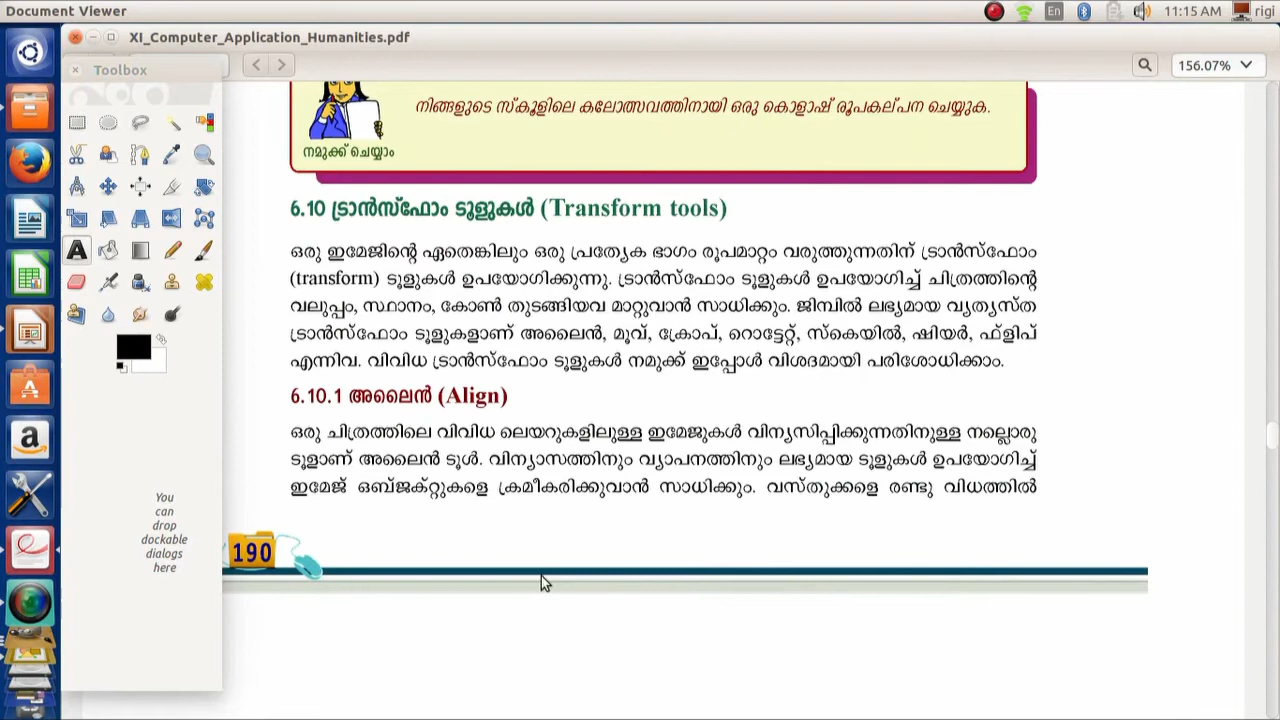 Document Viewer
En
11:15 AM
rigi
XI_Computer_Application_Humanities.pdf
Toolbox
156.07%
നിങ്ങളുടെ സ്കൂളിലെ കലോത്സവത്തിനായി ഒരു കൊളാഷ് രൂപകല്പന ചെയ്യുക.
നമുക്ക് ചെയ്യാം
6.10 ട്രാൻസ്ഫോം ടൂളുകൾ (Transform tools)
ഒരു ഇമേജിന്റെ ഏതെങ്കിലും ഒരു പ്രത്യേക ഭാഗം രൂപമാറ്റം വരുത്തുന്നതിന് ട്രാൻസ്ഫോം
(transform) ടൂളുകൾ ഉപയോഗിക്കുന്നു. ട്രാൻസ്ഫോം ടൂളുകൾ ഉപയോഗിച്ച് ചിത്രത്തിന്റെ
വലുപ്പം, സ്ഥാനം, കോൺ തുടങ്ങിയവ മാറ്റുവാൻ സാധിക്കും. ജിമ്പിൽ ലഭ്യമായ വ്യത്യസ്ത
ട്രാൻസ്ഫോം ടൂളുകളാണ് അലൈൻ, മൂവ്, ക്രോപ്, റൊട്ടേറ്റ്, സ്കെയിൽ, ഷിയർ, ഫ്ളിപ്
എന്നിവ. വിവിധ ട്രാൻസ്ഫോം ടൂളുകൾ നമുക്ക് ഇപ്പോൾ വിശദമായി പരിശോധിക്കാം.
6.10.1 അലൈൻ (Align)
ഒരു ചിത്രത്തിലെ വിവിധ ലെയറുകളിലുള്ള ഇമേജുകൾ വിന്യസിപ്പിക്കുന്നതിനുള്ള നല്ലൊരു
ടൂളാണ് അലൈൻ ടൂൾ. വിന്യാസത്തിനും വ്യാപനത്തിനും ലഭ്യമായ ടൂളുകൾ ഉപയോഗിച്ച്
ഇമേജ് ഒബ്ജക്റ്റുകളെ ക്രമീകരിക്കുവാൻ സാധിക്കും. വസ്തുക്കളെ രണ്ടു വിധത്തിൽ
You
can
drop
dockable
dialogs
here
190